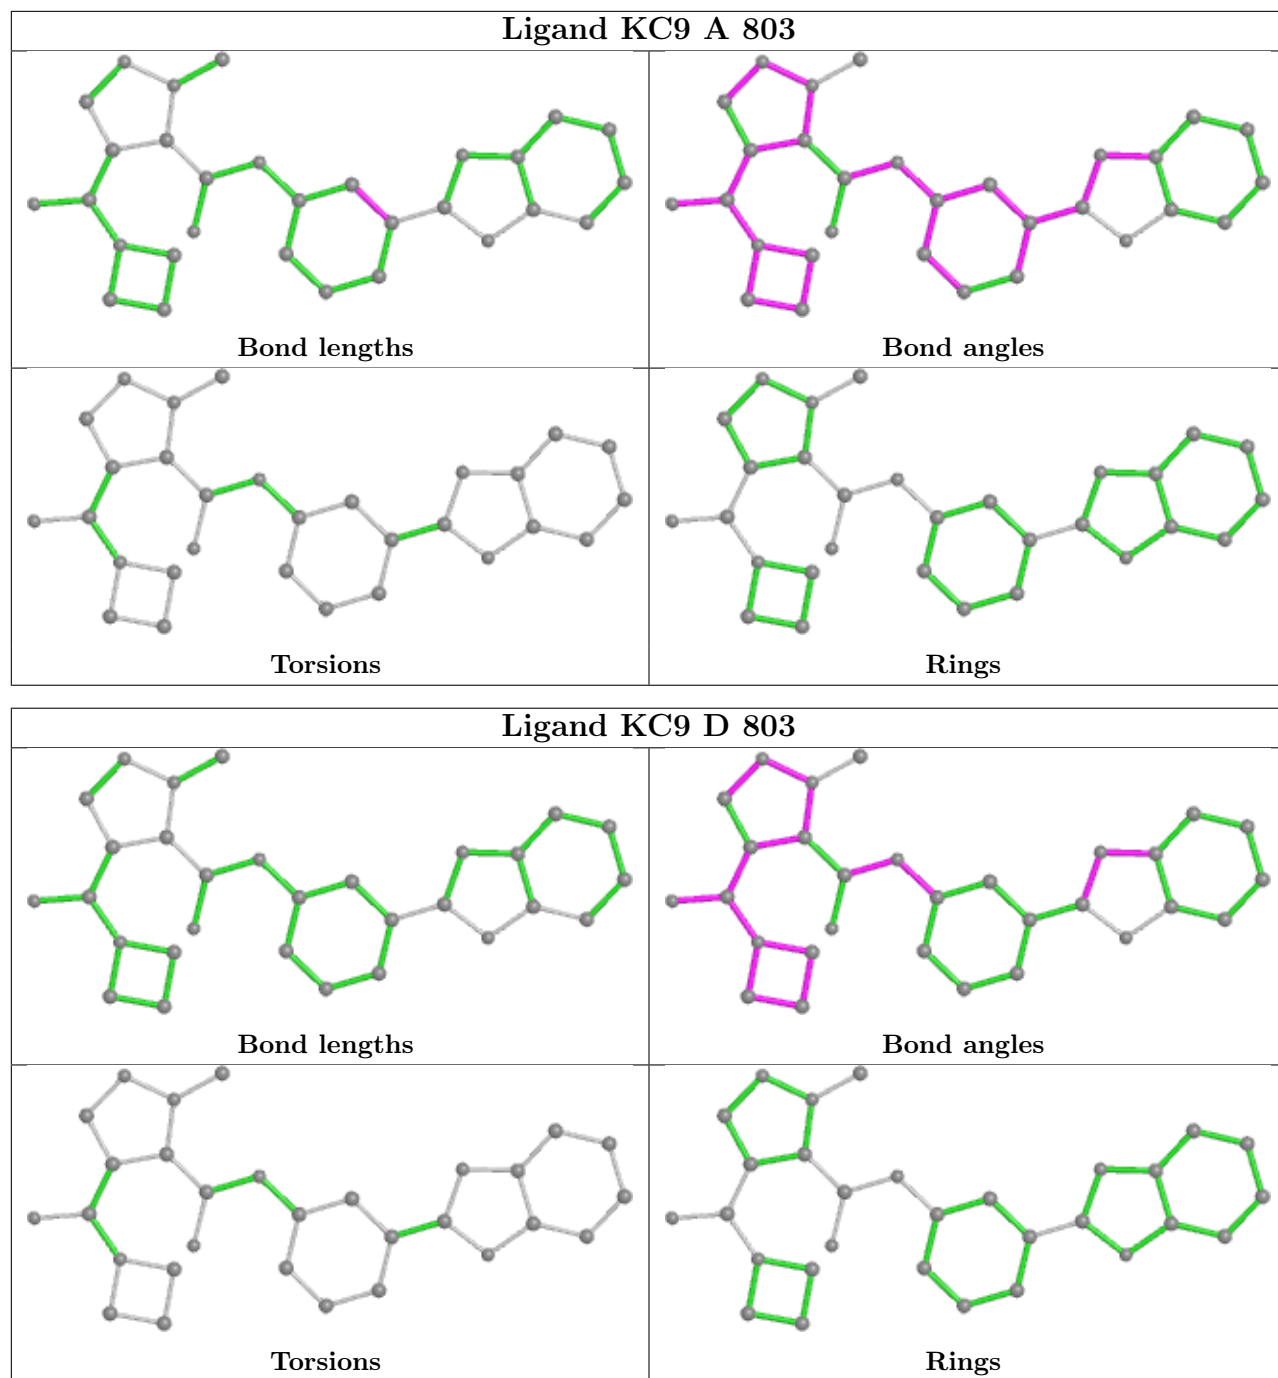 Ligand KC9 A 803
Bond lengths
Bond angles
Torsions
Rings
Ligand KC9 D 803
Bond lengths
Bond angles
Torsions
Rings